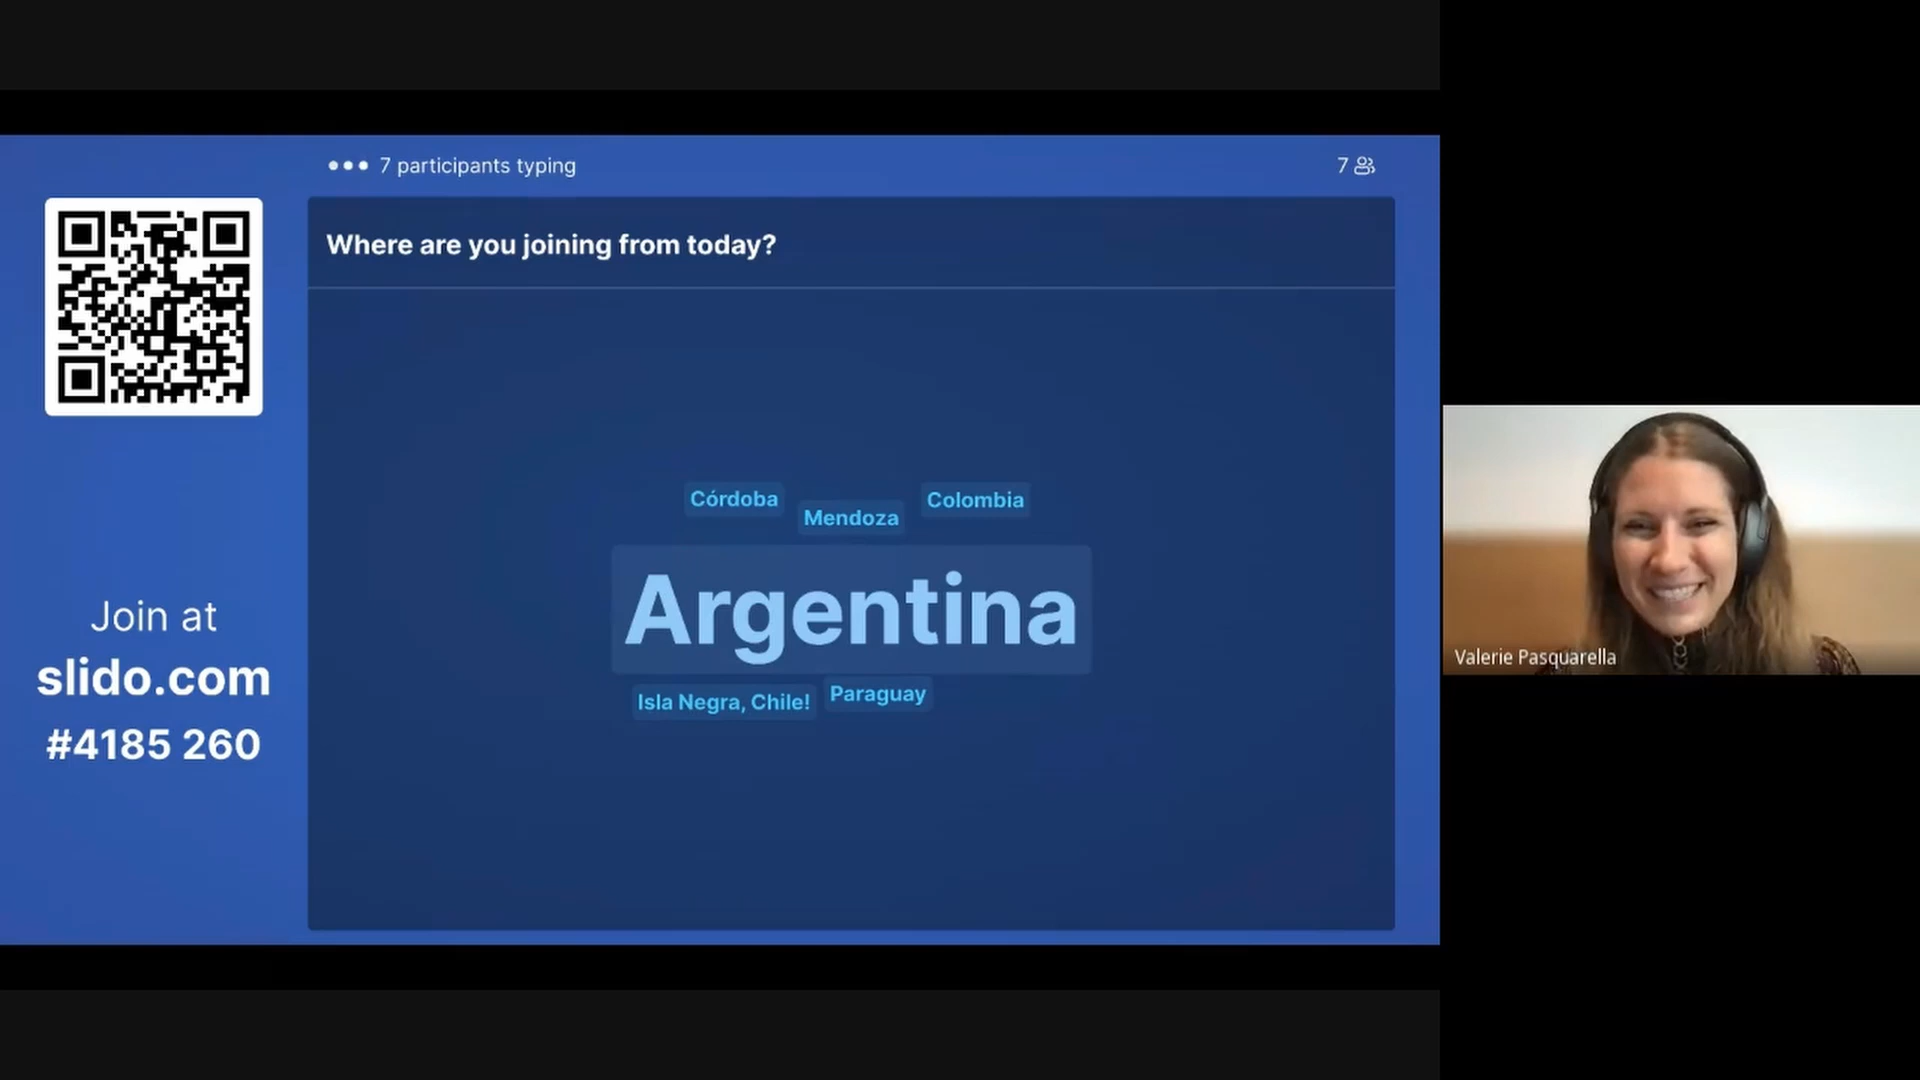 7 participants typing
7
Where are you joining from today?
Córdoba
Mendoza
Colombia
Argentina
Isla Negra, Chile!
Paraguay
Join at
slido.com
#4185 260
Valerie Pasquarella